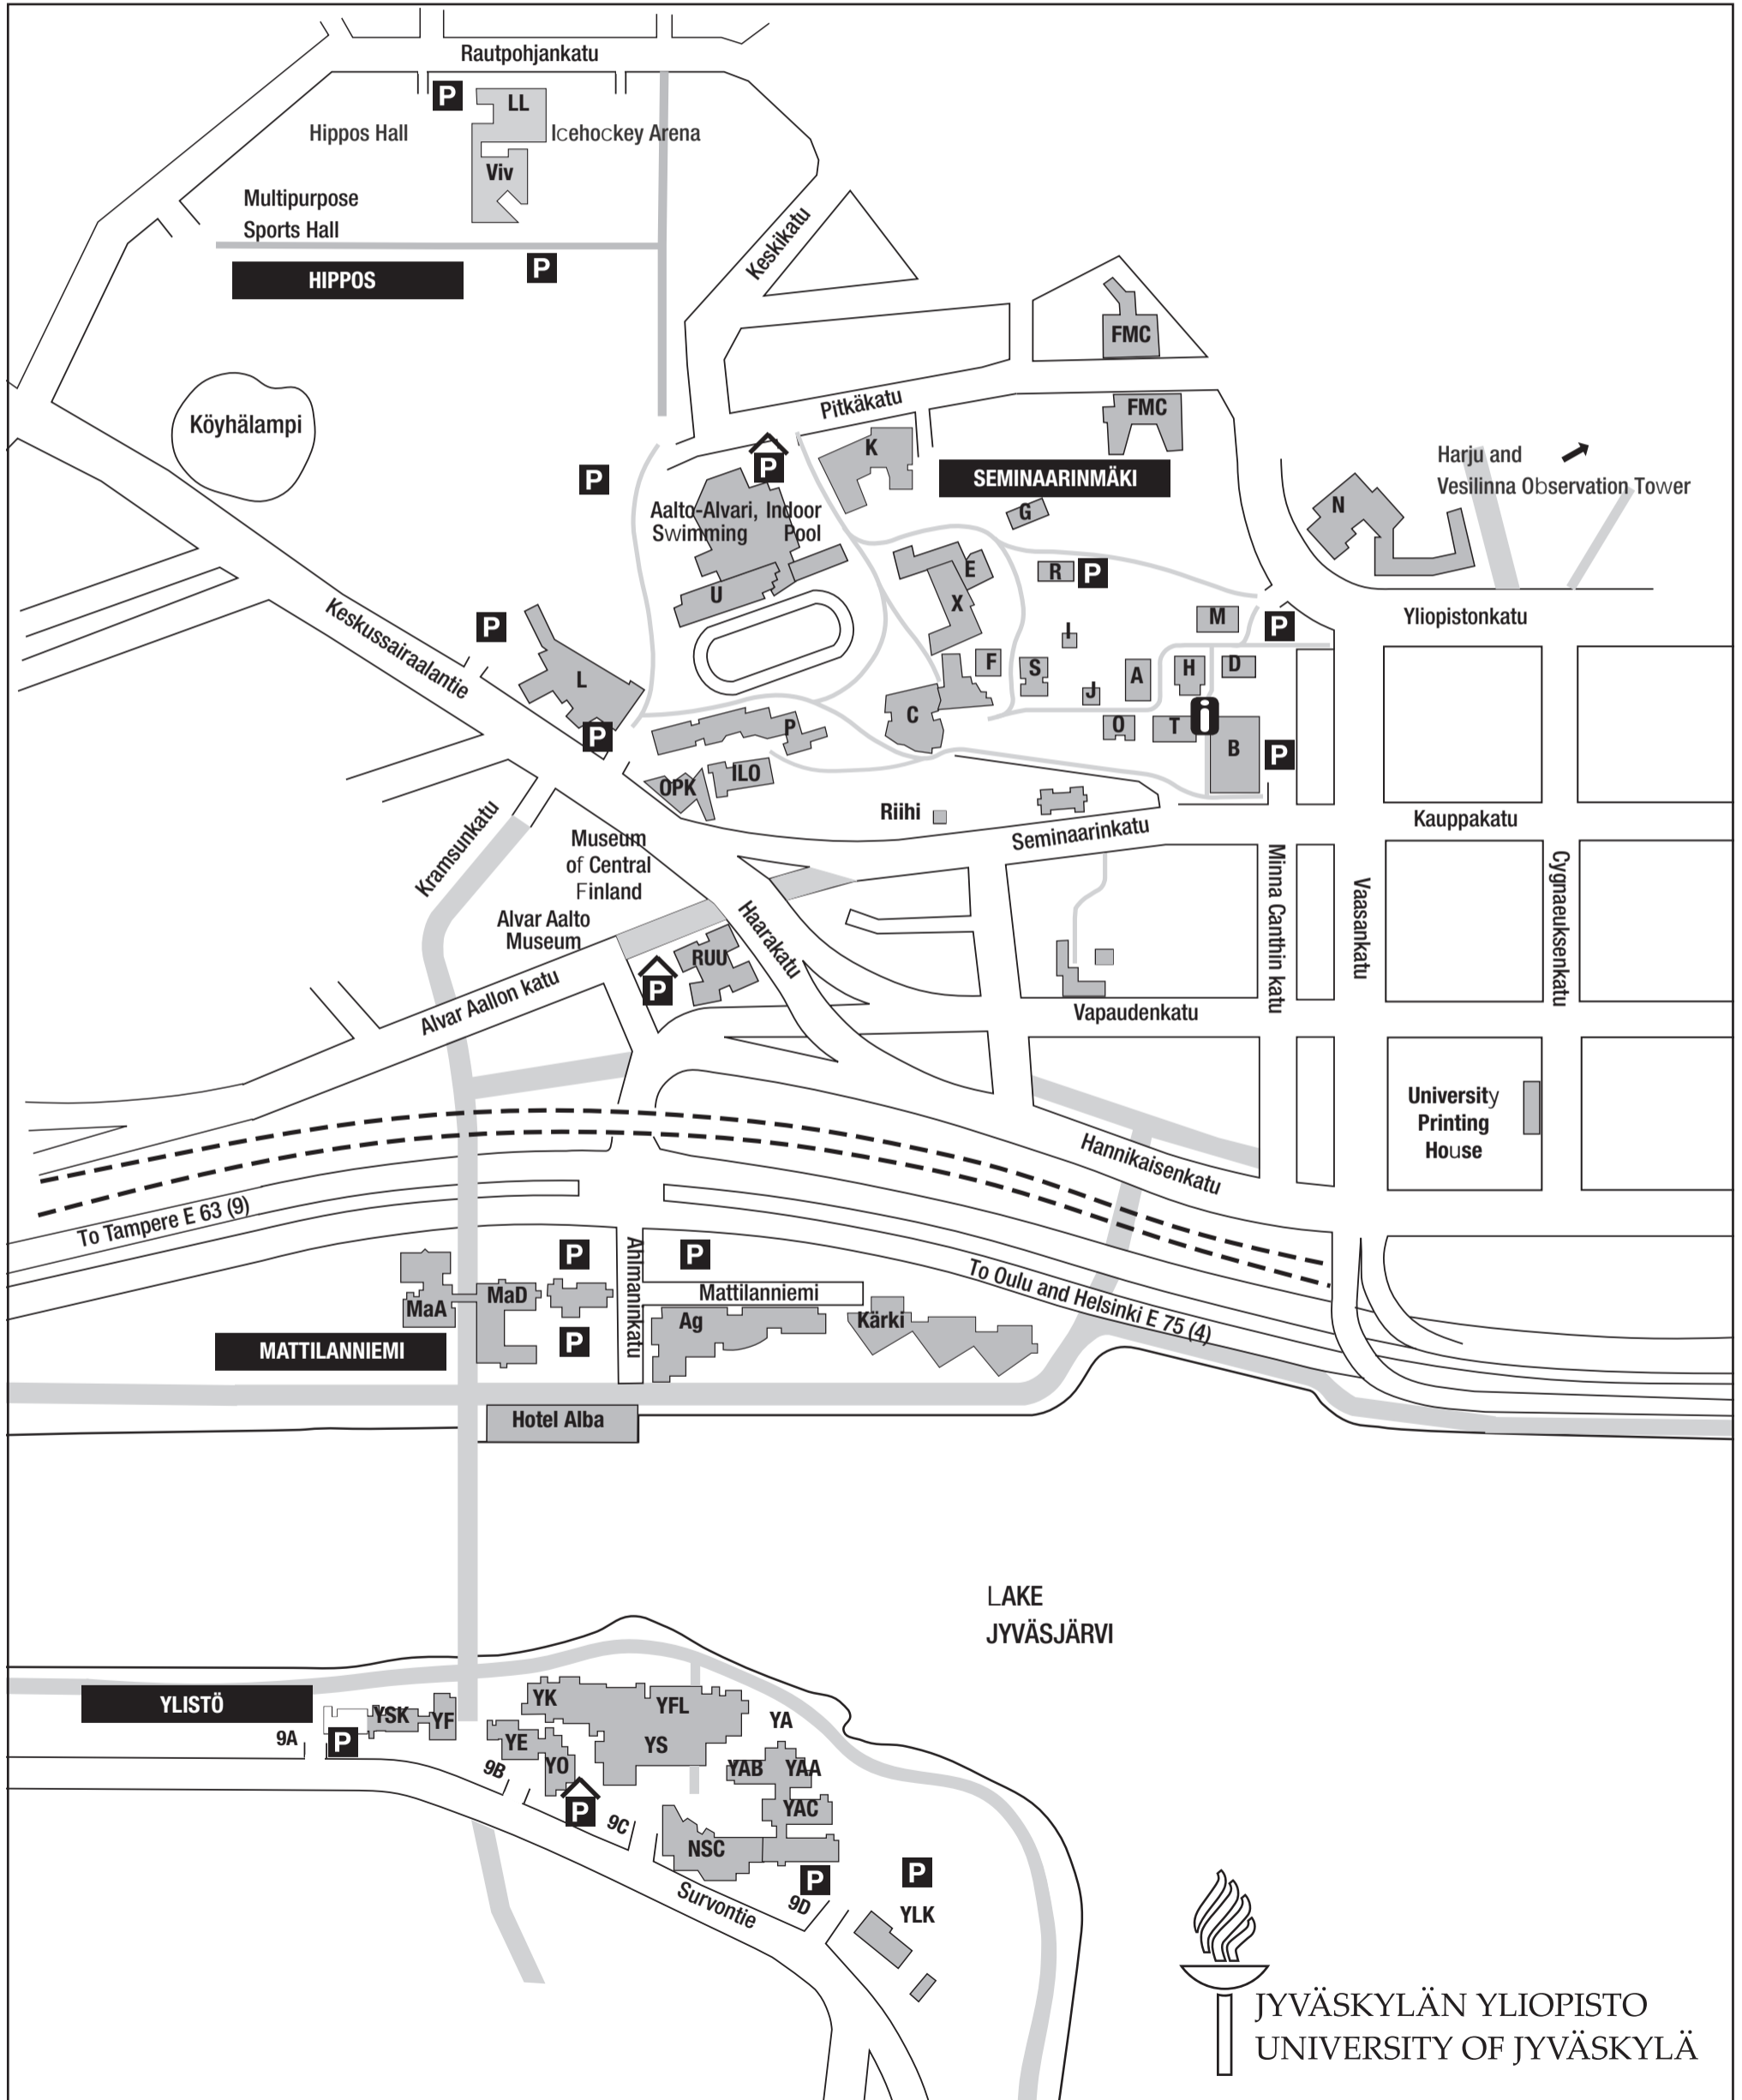 Rautpohjankatu
P
LL
Hippos Hall
Icehockey Arena
Viv
Multipurpose
Sports Hall
HIPPOS
P
Keskikatu
FMC
Köyhälampi
Pitkäkatu
FMC
K
P
P
SEMINAARINMÄKI
Harju and
Vesilinna Observation Tower
Aalto-Alvari, Indoor
Swimming Pool
G
N
E
R
P
U
X
Keskussairaalantie
P
I
M
P
Yliopistonkatu
L
F
S
J
A
H
D
C
O
T
i
B
P
P
P
OPK
ILO
Riihi
Seminaarinkatu
Kauppakatu
Kramsunkatu
Museum
of Central
Finland
Alvar Aalto
Museum
Haarakatu
RUU
P
Minna Canthin katu
Vaasankatu
Cygnaeuksenkatu
Alvar Aallon katu
Vapaudenkatu
University
Printing
House
Hannikaisenkatu
To Tampere E 63 (9)
P
Ahlmaninkatu
P
To Oulu and Helsinki E 75 (4)
MaA
MaD
Mattilanniemi
Ag
Kärki
MATTILANNIEMI
P
Hotel Alba
LAKE
JYVÄSJÄRVI
YLISTÖ
YSK
YF
YK
YFL
YA
9A
P
YE
YS
9B
YO
YAB
YAA
P
9C
YAC
NSC
P
P
Survontie
9D
YLK
JYVÄSKYLÄN YLIOPISTO
UNIVERSITY OF JYVÄSKYLÄ